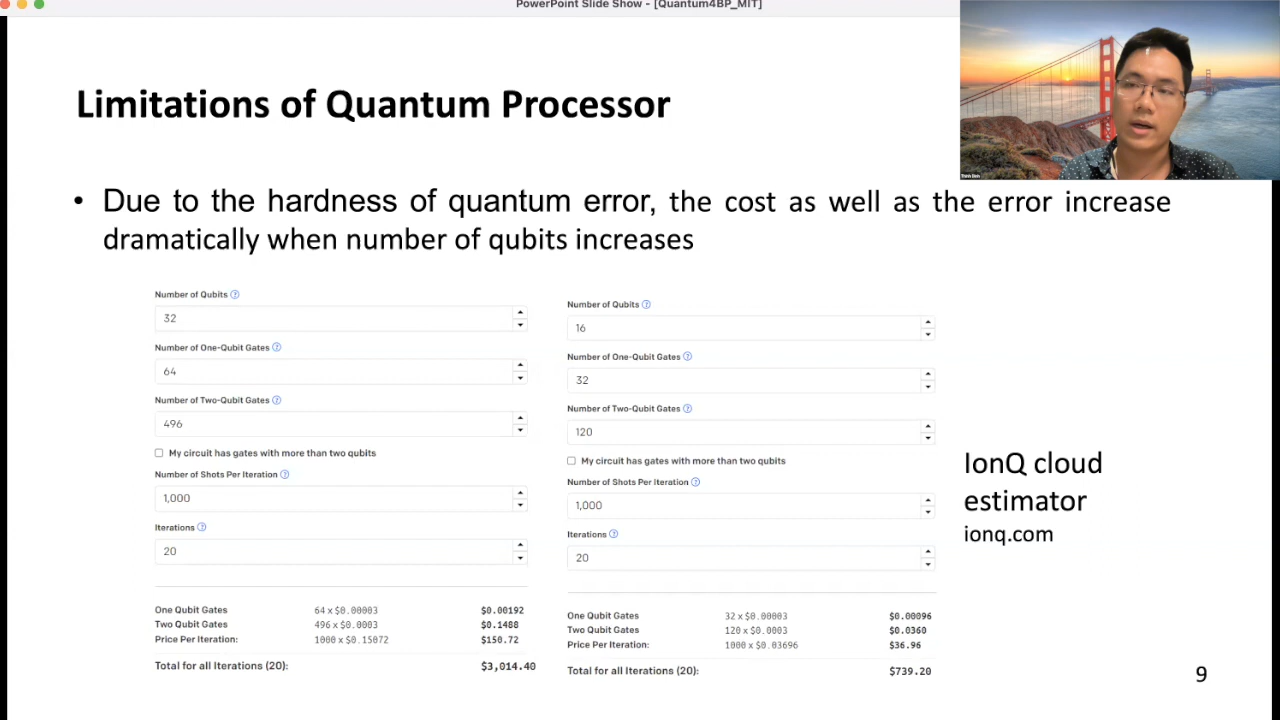 PowerPoint Slide Show - [Quantum4BP_MIT]
Limitations of Quantum Processor
• Due to the hardness of quantum error, the cost as well as the error increase
dramatically when number of qubits increases
Number of Qubits ?
32
Number of One-Qubit Gates ?
64
Number of Two-Qubit Gates ?
496
My circuit has gates with more than two qubits
Number of Shots Per Iteration ?
1,000
Iterations ?
20
One Qubit Gates 64 x $0.00003 $0.00192
Two Qubit Gates 496 x $0.0003 $0.1488
Price Per Iteration: 1000 x $0.15072 $150.72
Total for all Iterations (20): $3,014.40
Number of Qubits ?
16
Number of One-Qubit Gates ?
32
Number of Two-Qubit Gates ?
120
My circuit has gates with more than two qubits
Number of Shots Per Iteration ?
1,000
Iterations ?
20
One Qubit Gates 32 x $0.00003 $0.00096
Two Qubit Gates 120 x $0.0003 $0.0360
Price Per Iteration: 1000 x $0.03696 $36.96
Total for all Iterations (20): $739.20
IonQ cloud
estimator
ionq.com
9